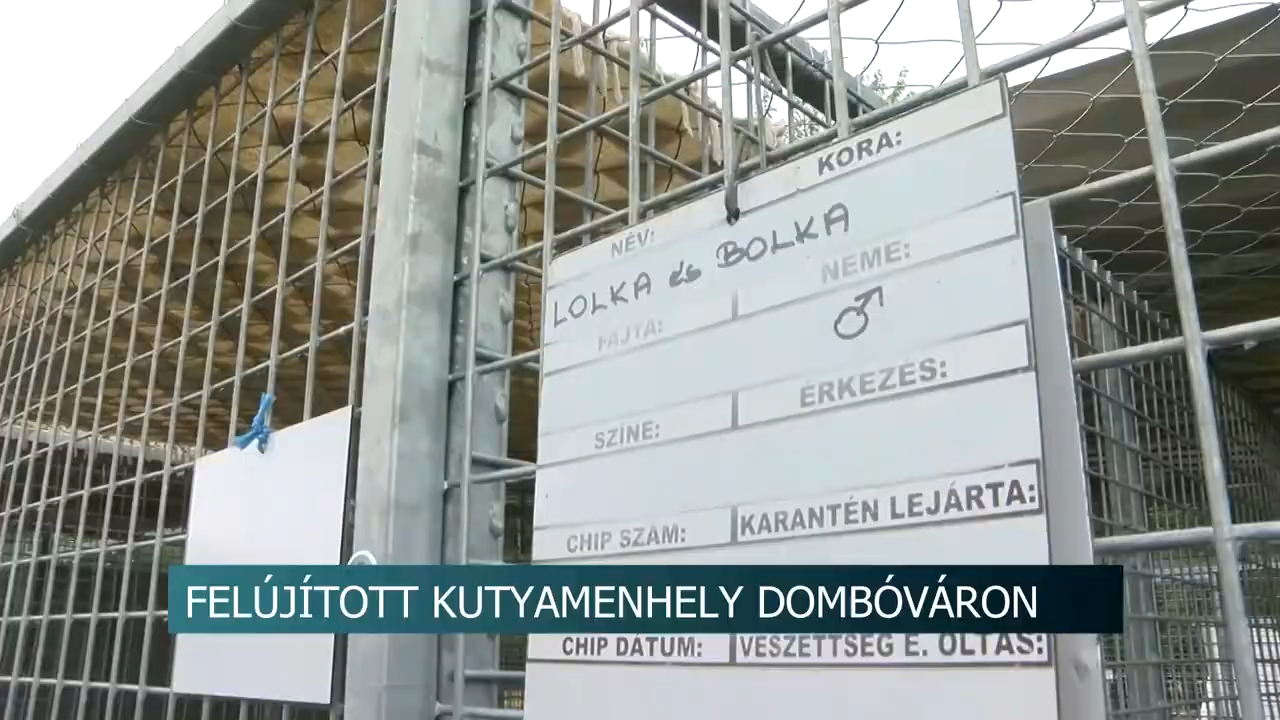 KORA:
NÉV:
LOLKA és BOLKA
NEME:
FAJTA:
♂
ÉRKEZÉS:
SZÍNE:
KARANTÉN LEJÁRTA:
CHIP SZÁM:
FELÚJÍTOTT KUTYAMENHELY DOMBÓVÁRON
CHIP DÁTUM:
VESZETTSÉG E. OLTÁS: